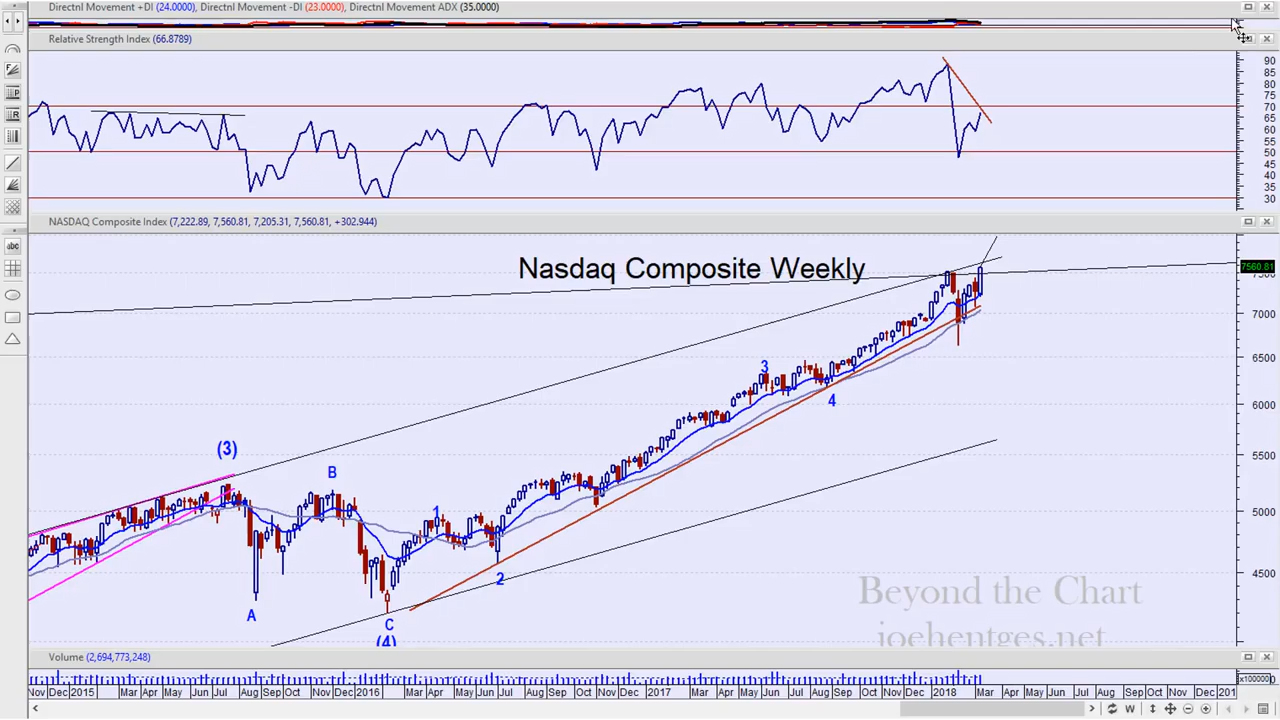 Directnl Movement +DI (24.0000), Directnl Movement -DI (23.0000), Directnl Movement ADX (35.0000)
Relative Strength Index (66.8789)
90
85
80
75
70
65
60
55
50
45
40
35
30
NASDAQ Composite Index (7,222.89, 7,560.81, 7,205.31, 7,560.81, +302.944)
Nasdaq Composite Weekly
7560.81
7500
7000
6500
6000
5500
5000
4500
(3)
B
A
C
(4)
1
2
3
4
Beyond the Chart
joehentges.net
Volume (2,694,773,248)
x100000
Nov Dec 2015 Mar Apr May Jun Jul Aug Sep Oct Nov Dec 2016 Mar Apr May Jun Jul Aug Sep Oct Nov Dec 2017 Mar Apr May Jun Jul Aug Sep Oct Nov Dec 2018 Mar Apr May Jun Jul Aug Sep Oct Nov Dec 201
abc
F
P
R
W